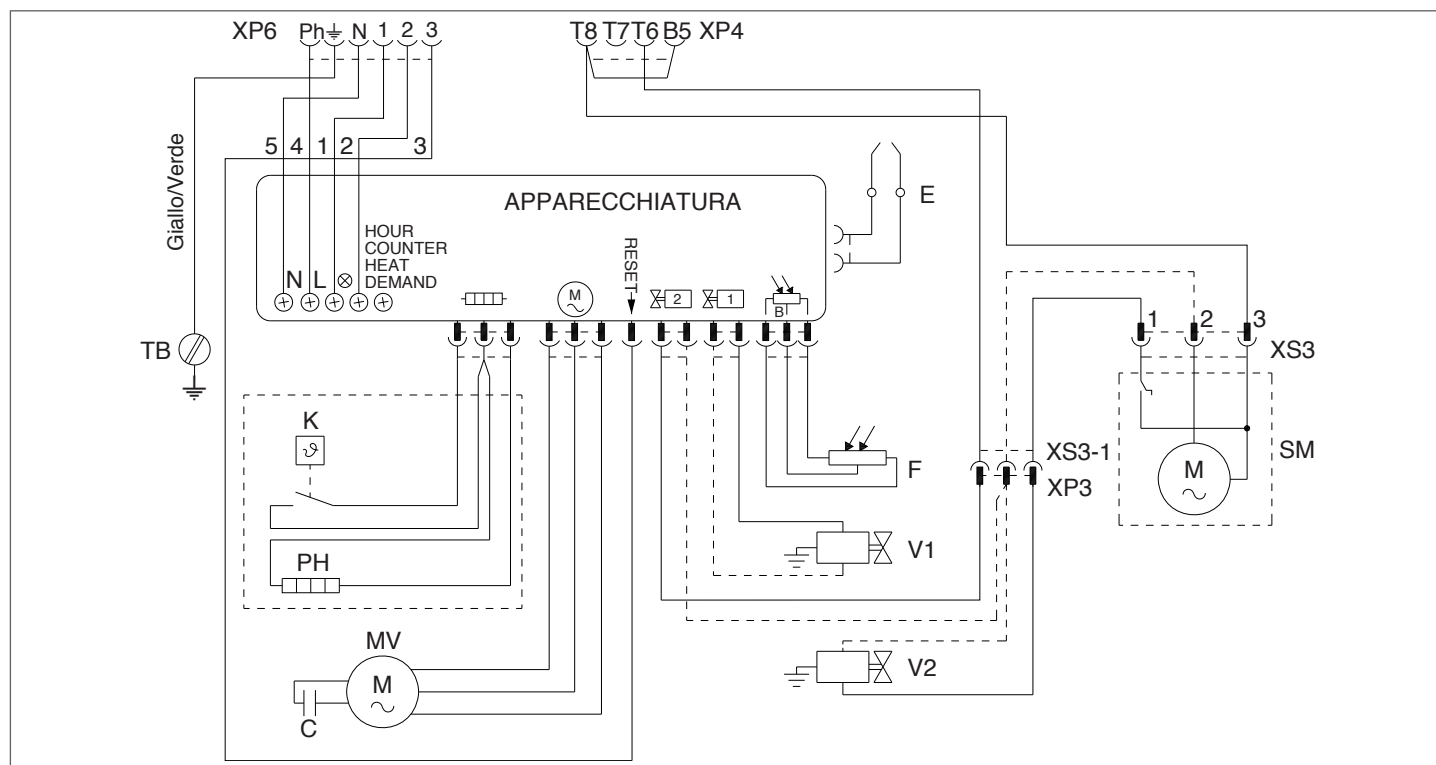 XP6 Ph N 1 2 3
T8 T7 T6 B5 XP4
Giallo/Verde
5 4 1 2 3
APPARECCHIATURA
E
HOUR
COUNTER
HEAT
DEMAND
N L
M
RESET
2
1
B
TB
1 2 3
XS3
K
ϑ
F
XS3-1
XP3
M
SM
V1
PH
MV
M
C
V2